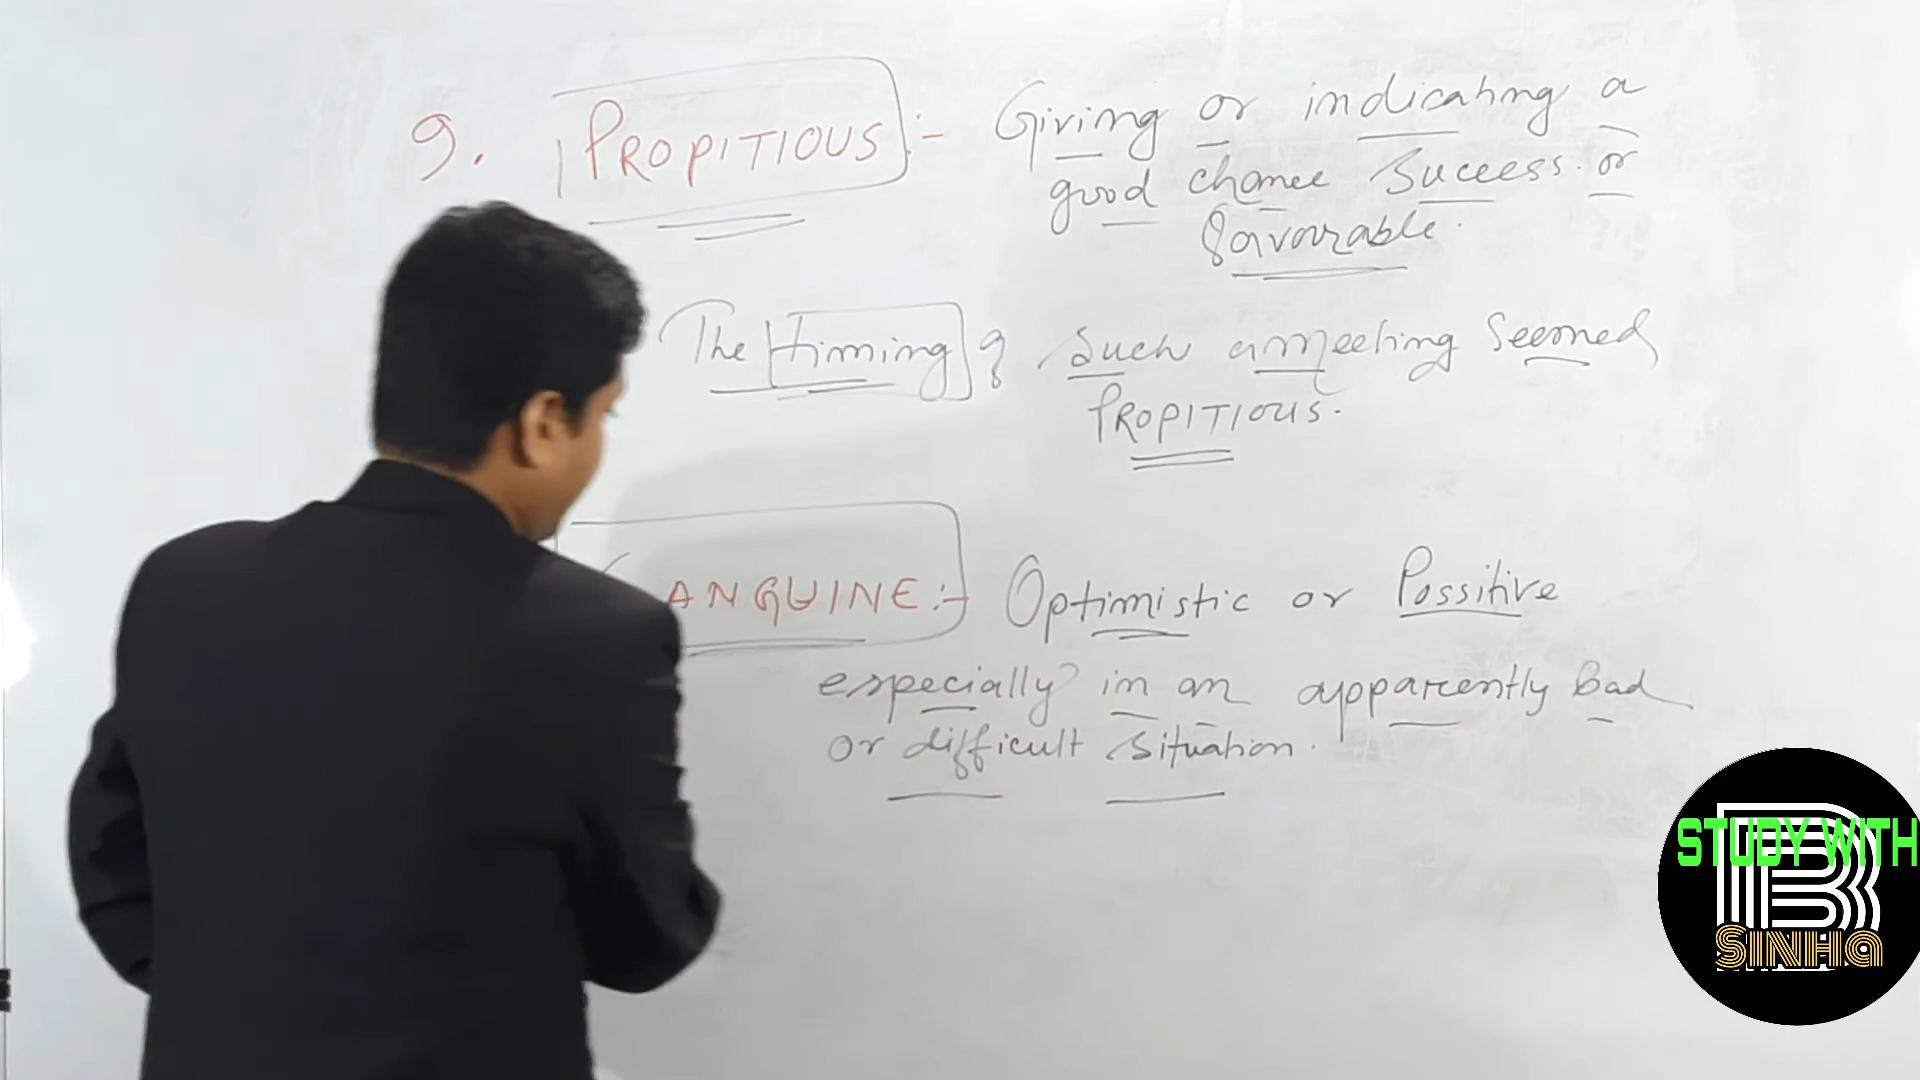 9. PROPITIOUS :- Giving or indicating a
good chance success. or
favourable.
The timing of such a meeting seemed
PROPITIOUS.
ANGUINE :- Optimistic or Possitive
especially in an apparently bad
or difficult situation.
STUDY WITH
B
SINHA